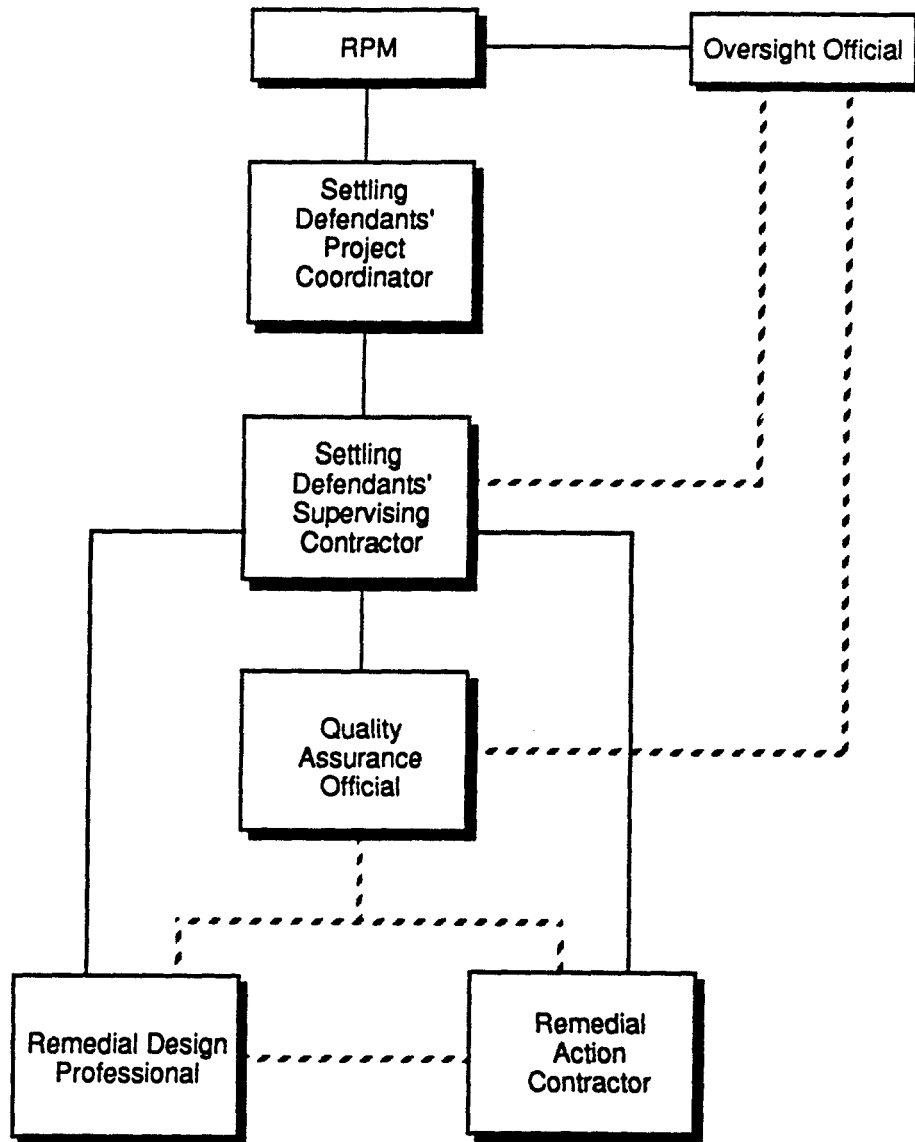 RPM
Oversight Official
Settling
Defendants'
Project
Coordinator
Settling
Defendants'
Supervising
Contractor
Quality
Assurance
Official
Remedial Design
Professional
Remedial
Action
Contractor